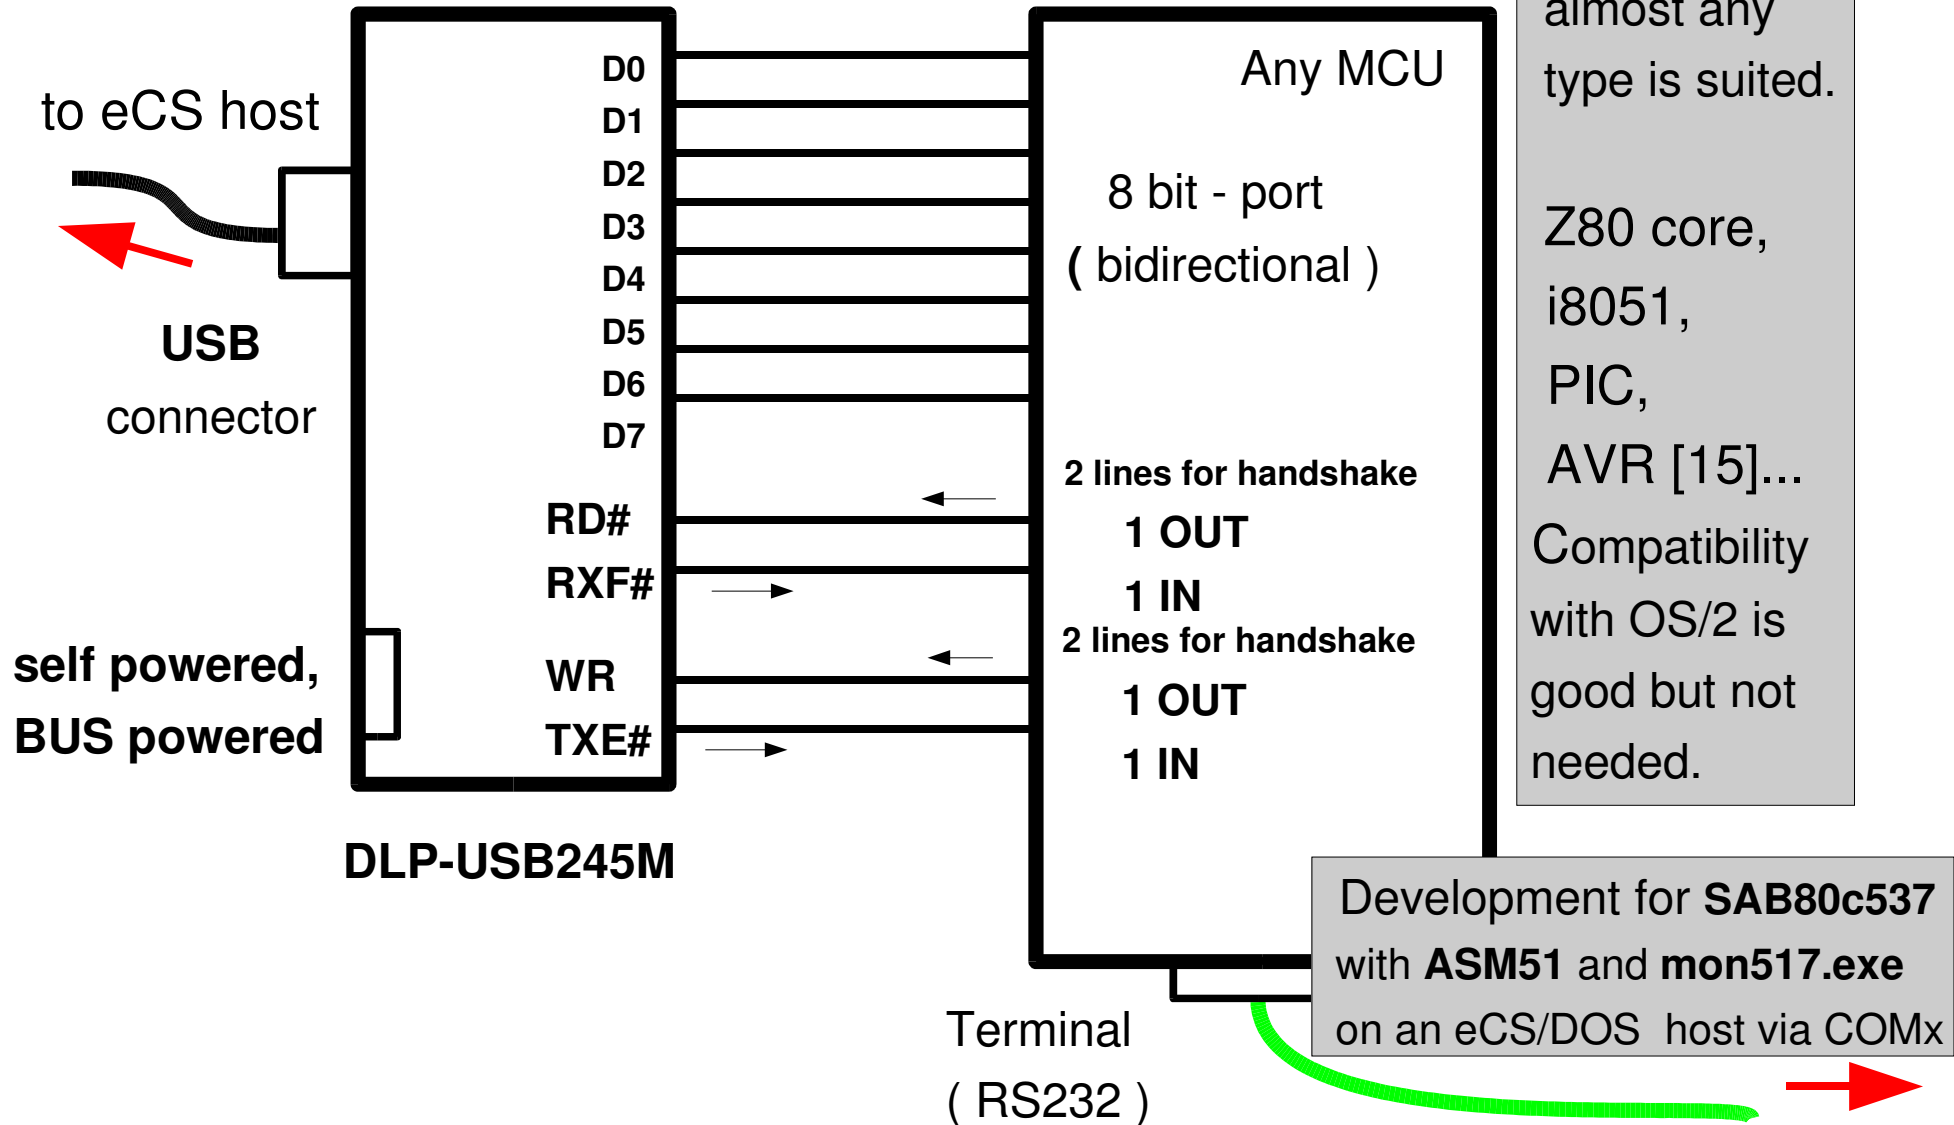 to eCS host
USB
connector
self powered,
BUS powered
D0
D1
D2
D3
D4
D5
D6
D7
RD#
RXF#
WR
TXE#
DLP-USB245M
Any MCU
8 bit - port
( bidirectional )
2 lines for handshake
1 OUT
1 IN
2 lines for handshake
1 OUT
1 IN
almost any
type is suited.
Z80 core,
i8051,
PIC,
AVR [15]...
Compatibility
with OS/2 is
good but not
needed.
Development for SAB80c537
with ASM51 and mon517.exe
on an eCS/DOS host via COMx
Terminal
( RS232 )